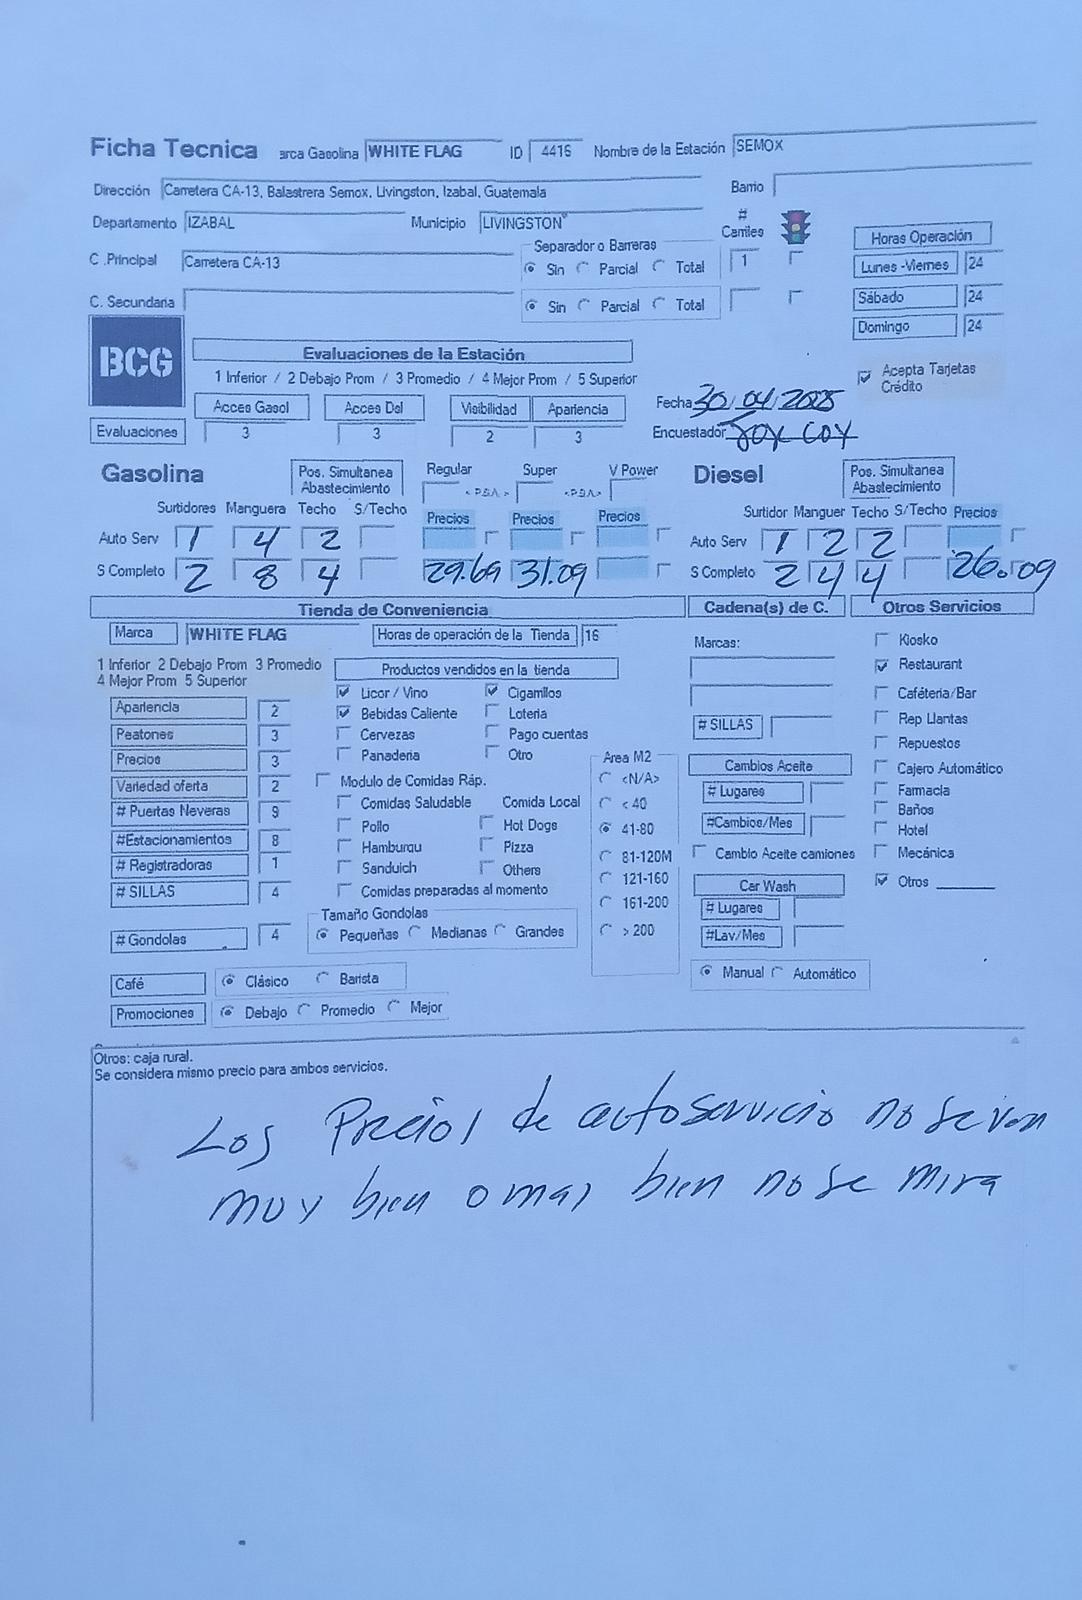 Ficha Tecnica arca Gasolina WHITE FLAG ID 4416 Nombre de la Estación SEMOX
Dirección Carretera CA-13, Balastrera Semox, Livingston, Izabal, Guatemala Barrio
Departamento IZABAL Municipio LIVINGSTON
# Carriles
C .Principal Carretera CA-13 Separador o Barreras Sin Parcial Total 1
C. Secundaria Sin Parcial Total
Horas Operación
Lunes -Viernes 24
Sábado 24
Domingo 24
BCG
Evaluaciones de la Estación
1 Inferior / 2 Debajo Prom / 3 Promedio / 4 Mejor Prom / 5 Superior
Acepta Tarjetas Crédito
Acces Gasol Acces Dsl Visibilidad Apariencia
Evaluaciones 3 3 2 3
Fecha 30/04/2025
Encuestador
Gasolina Pos. Simultanea Abastecimiento Regular Super V Power Diesel Pos. Simultanea Abastecimiento
Surtidores Manguera Techo S/Techo Precios Precios Precios Surtidor Manguer Techo S/Techo Precios
Auto Serv 1 4 2 Auto Serv 1 2 2
S Completo 2 8 4 29.69 31.09 S Completo 2 4 4 26.09
Tienda de Conveniencia Cadena(s) de C. Otros Servicios
Marca WHITE FLAG Horas de operación de la Tienda 16
1 Inferior 2 Debajo Prom 3 Promedio
4 Mejor Prom 5 Superior
Apariencia 2
Peatones 3
Precios 3
Variedad oferta 2
# Puertas Neveras 9
#Estacionamientos 8
# Registradoras 1
# SILLAS 4
# Gondolas 4
Productos vendidos en la tienda
Licor / Vino Cigarrillos
Bebidas Caliente Loteria
Cervezas Pago cuentas
Panaderia Otro
Modulo de Comidas Ráp.
Comidas Saludable Comida Local
Pollo Hot Dogs
Hamburqu Pizza
Sanduich Others
Comidas preparadas al momento
Tamaño Gondolas
Pequeñas Medianas Grandes
Area M2
<N/A>
< 40
41-80
81-120M
121-160
161-200
> 200
Café Clásico Barista
Promociones Debajo Promedio Mejor
Marcas:
# SILLAS
Cambios Aceite
# Lugares
#Cambios/Mes
Cambio Aceite camiones
Car Wash
# Lugares
#Lav/Mes
Manual Automático
Kiosko
Restaurant
Caféteria/Bar
Rep Llantas
Repuestos
Cajero Automático
Farmacia
Baños
Hotel
Mecánica
Otros
Otros: caja rural.
Se considera mismo precio para ambos servicios.
Los Precios de autoservicio no se ven
muy bien o mas bien no se mira